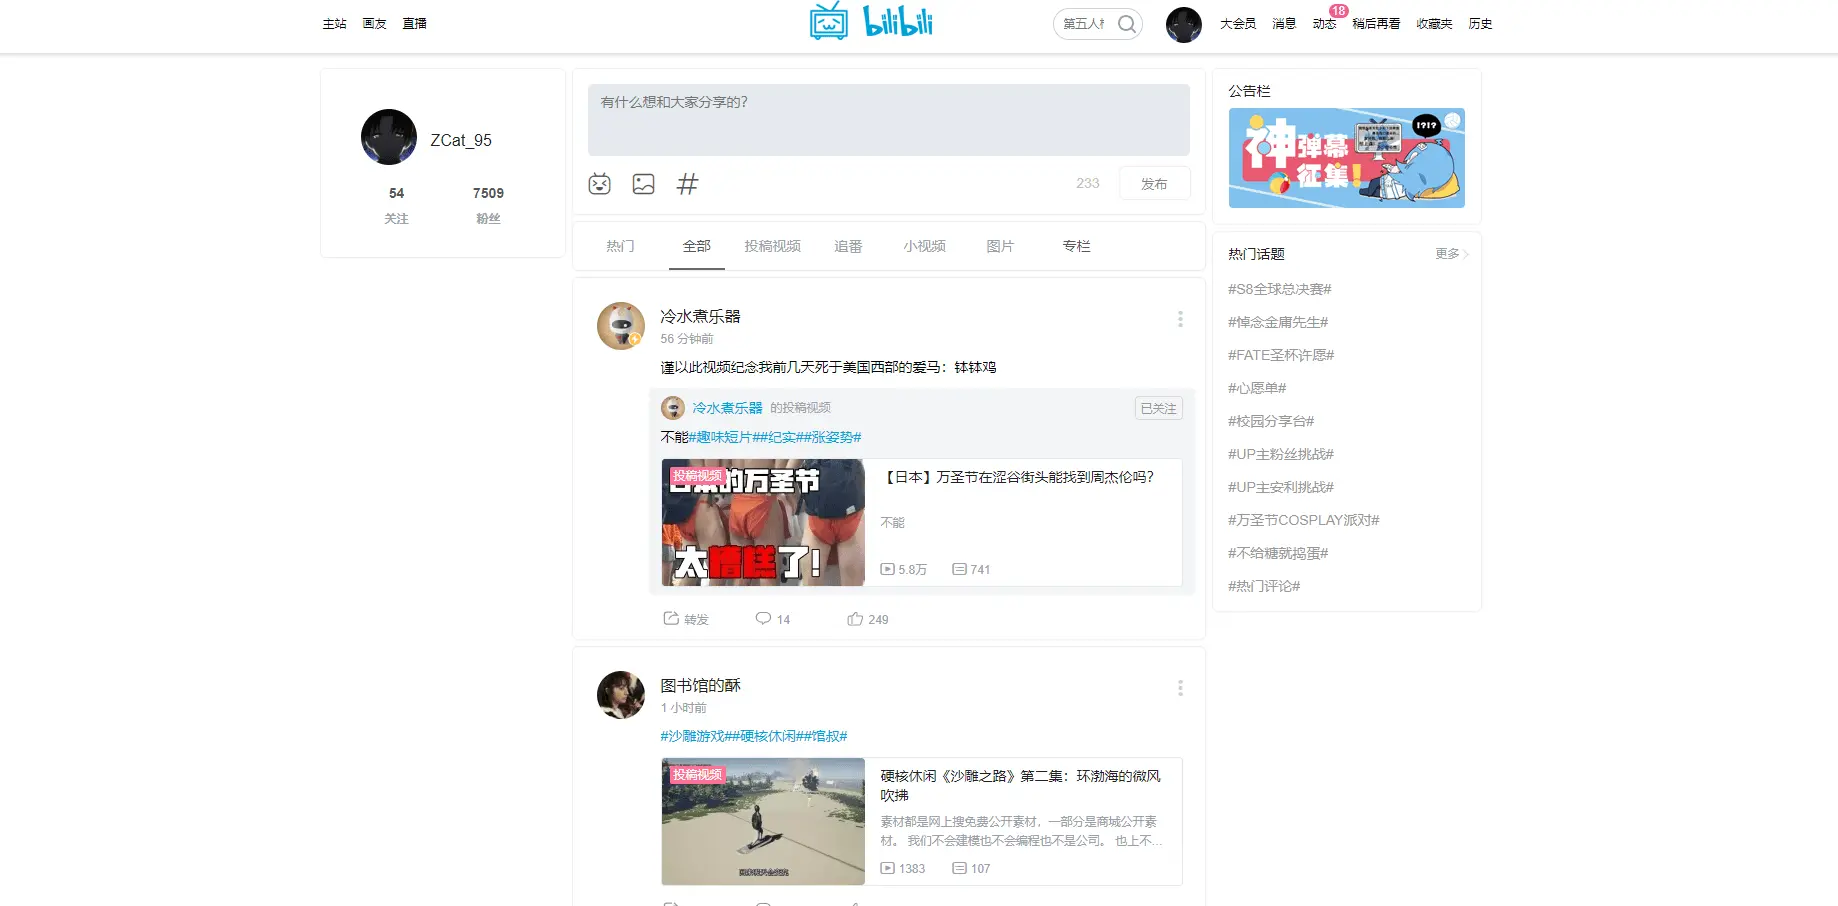 主站 画友 直播
bilibili
第五人格
大会员 消息 动态 18 稍后再看 收藏夹 历史
ZCat_95
54 7509
关注 粉丝
有什么想和大家分享的?
233 发布
热门 全部 投稿视频 追番 小视频 图片 专栏
冷水煮乐器
56 分钟前
谨以此视频纪念我前几天死于美国西部的爱马：钵钵鸡
冷水煮乐器 的投稿视频 已关注
不能#趣味短片##纪实##涨姿势#
投稿视频
日本的万圣节
太糟糕了!
【日本】万圣节在涩谷街头能找到周杰伦吗?
不能
5.8万 741
转发 14 249
图书馆的酥
1 小时前
#沙雕游戏##硬核休闲##馆叔#
投稿视频
硬核休闲《沙雕之路》第二集：环渤海的微风
吹拂
素材都是网上搜免费公开素材，一部分是商城公开素
材。 我们不会建模也不会编程也不是公司。 也上不...
1383 107
公告栏
神弹幕
征集!
!?!?
热门话题 更多
#S8全球总决赛#
#悼念金庸先生#
#FATE圣杯许愿#
#心愿单#
#校园分享台#
#UP主粉丝挑战#
#UP主安利挑战#
#万圣节COSPLAY派对#
#不给糖就捣蛋#
#热门评论#